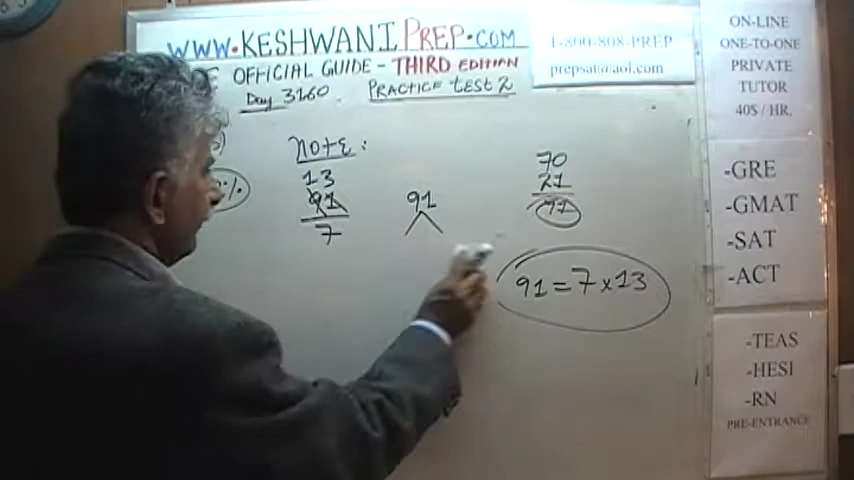 WWW.KESHWANIPREP.COM
OFFICIAL GUIDE - THIRD EDITION
Day 3160. PRACTICE TEST 2
1-800-808-PREP
prepsat@aol.com
NOTE:
13
91
7
91
70
21
91
91=7x13
%
ON-LINE
ONE-TO-ONE
PRIVATE
TUTOR
40$ / HR.
-GRE
-GMAT
-SAT
-ACT
-TEAS
-HESI
-RN
PRE-ENTRANCE